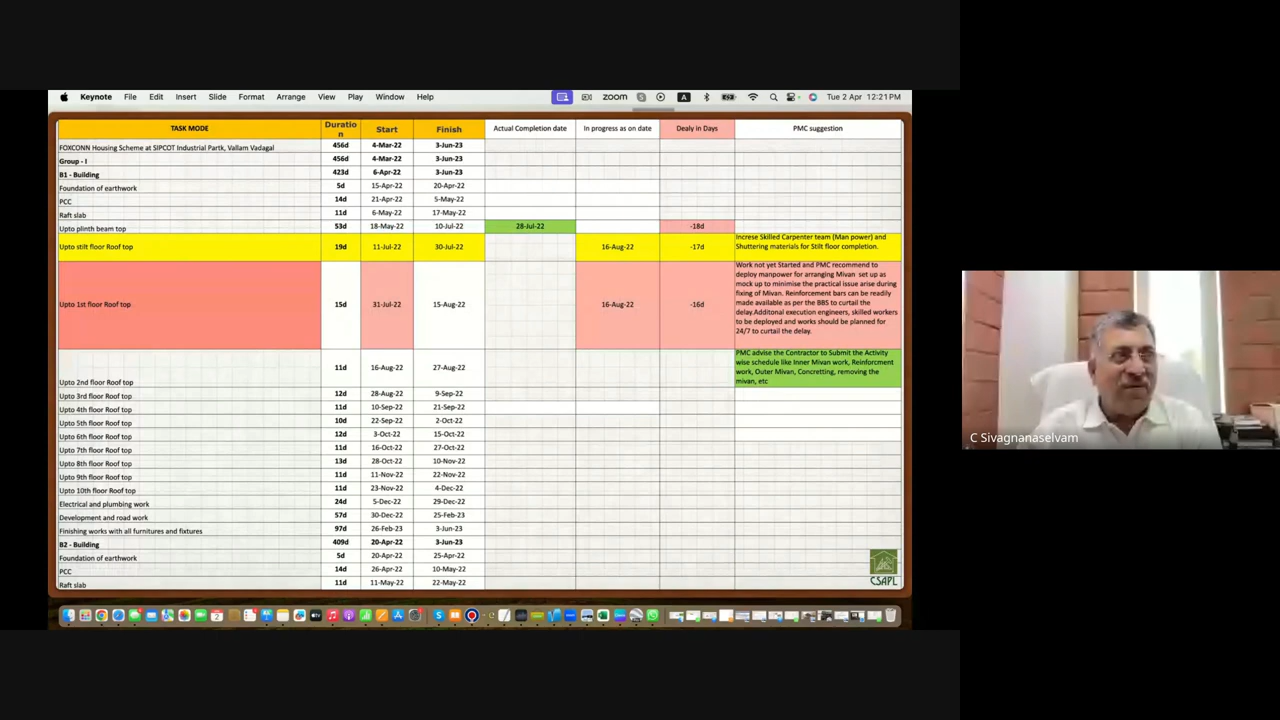 Keynote File Edit Insert Slide Format Arrange View Play Window Help zoom A Tue 2 Apr 12:21PM
TASK MODE Duratio n Start Finish Actual Completion date In progress as on date Dealy in Days PMC suggestion
FOXCONN Housing Scheme at SIPCOT Industrial Partk, Vallam Vadagal 456d 4-Mar-22 3-Jun-23
Group - I 456d 4-Mar-22 3-Jun-23
B1 - Building 423d 6-Apr-22 3-Jun-23
Foundation of earthwork 5d 15-Apr-22 20-Apr-22
PCC 14d 21-Apr-22 5-May-22
Raft slab 11d 6-May-22 17-May-22
Upto plinth beam top 53d 18-May-22 10-Jul-22 28-Jul-22 -18d
Upto stilt floor Roof top 19d 11-Jul-22 30-Jul-22 16-Aug-22 -17d
Increse Skilled Carpenter team (Man power) and
Shuttering materials for Stilt floor completion.
Upto 1st floor Roof top 15d 31-Jul-22 15-Aug-22 16-Aug-22 -16d
Work not yet Started and PMC recommend to
deploy manpower for arranging Mivan set up as
mock up to minimise the practical issue arise during
fixing of Mivan. Reinforcement bars can be readily
made available as per the BBS to curtail the
delay.Additonal execution engineers, skilled workers
to be deployed and works should be planned for
24/7 to curtail the delay.
Upto 2nd floor Roof top 11d 16-Aug-22 27-Aug-22
PMC advise the Contractor to Submit the Activity
wise schedule like Inner Mivan work, Reinforcment
work, Outer Mivan, Concretting, removing the
mivan, etc
Upto 3rd floor Roof top 12d 28-Aug-22 9-Sep-22
Upto 4th floor Roof top 11d 10-Sep-22 21-Sep-22
Upto 5th floor Roof top 10d 22-Sep-22 2-Oct-22
Upto 6th floor Roof top 12d 3-Oct-22 15-Oct-22
Upto 7th floor Roof top 11d 16-Oct-22 27-Oct-22
Upto 8th floor Roof top 13d 28-Oct-22 10-Nov-22
Upto 9th floor Roof top 11d 11-Nov-22 22-Nov-22
Upto 10th floor Roof top 11d 23-Nov-22 4-Dec-22
Electrical and plumbing work 24d 5-Dec-22 29-Dec-22
Development and road work 57d 30-Dec-22 25-Feb-23
Finishing works with all furnitures and fixtures 97d 26-Feb-23 3-Jun-23
B2 - Building 409d 20-Apr-22 3-Jun-23
Foundation of earthwork 5d 20-Apr-22 25-Apr-22
PCC 14d 26-Apr-22 10-May-22
Raft slab 11d 11-May-22 22-May-22
CSAPL
C Sivagnanaselvam